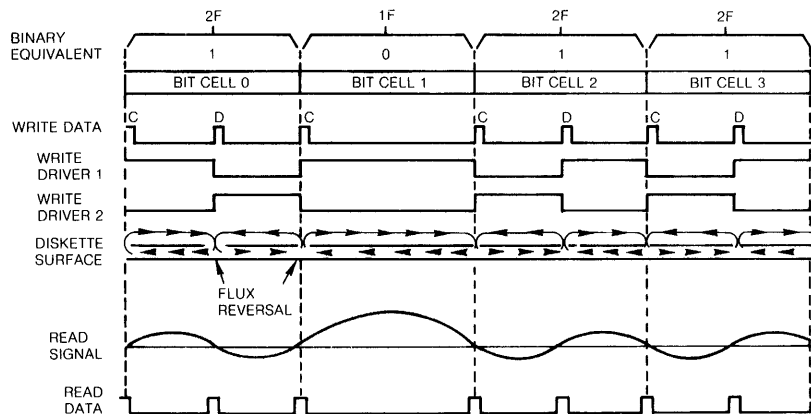 2F 1F 2F 2F
BINARY
EQUIVALENT
1 0 1 1
BIT CELL 0 BIT CELL 1 BIT CELL 2 BIT CELL 3
C D C C D C D
WRITE DATA
WRITE
DRIVER 1
WRITE
DRIVER 2
DISKETTE
SURFACE
FLUX
REVERSAL
READ
SIGNAL
READ
DATA